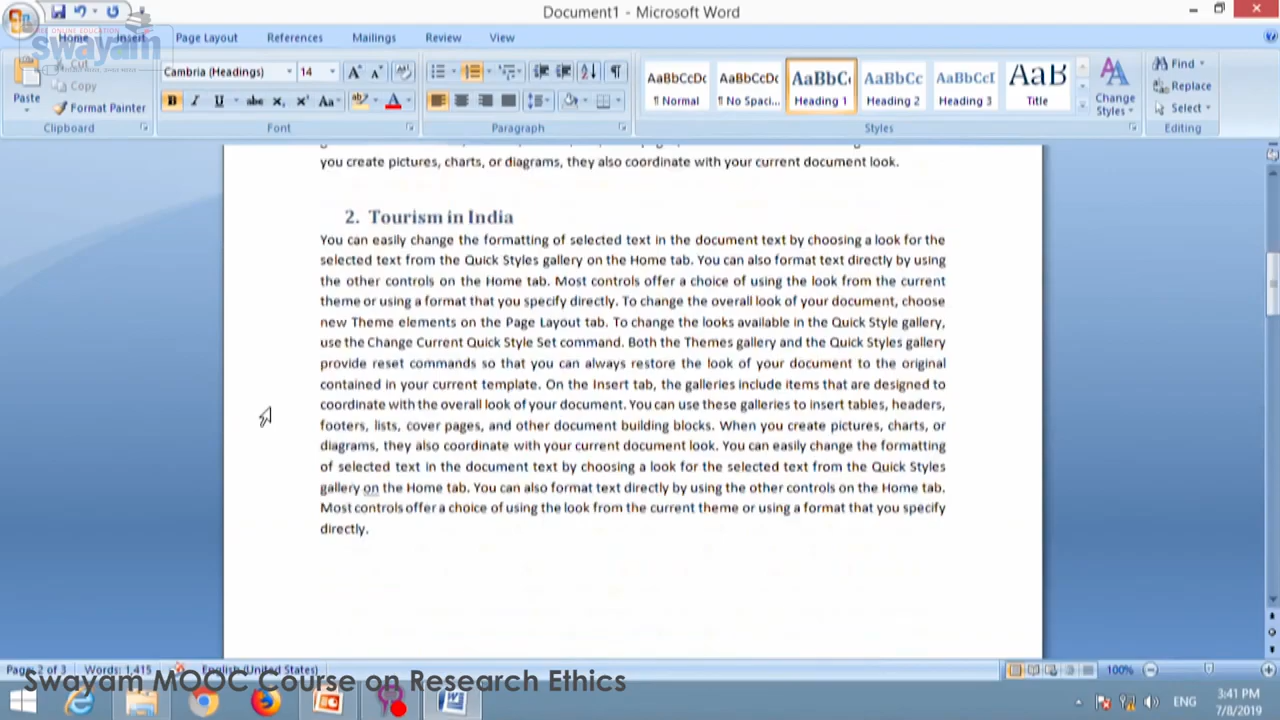 Document1 - Microsoft Word
FREE ONLINE EDUCATION
swayam
Home Insert Page Layout References Mailings Review View
Cut
Copy
Format Painter
Paste
Clipboard
Cambria (Headings) 14
Font
Paragraph
AaBbCcDc AaBbCcDc AaBbC AaBbCc AaBbCcI AaB
¶ Normal ¶ No Spaci... Heading 1 Heading 2 Heading 3 Title
Change Styles
Styles
Find
Replace
Select
Editing
you create pictures, charts, or diagrams, they also coordinate with your current document look.
2. Tourism in India
You can easily change the formatting of selected text in the document text by choosing a look for the
selected text from the Quick Styles gallery on the Home tab. You can also format text directly by using
the other controls on the Home tab. Most controls offer a choice of using the look from the current
theme or using a format that you specify directly. To change the overall look of your document, choose
new Theme elements on the Page Layout tab. To change the looks available in the Quick Style gallery,
use the Change Current Quick Style Set command. Both the Themes gallery and the Quick Styles gallery
provide reset commands so that you can always restore the look of your document to the original
contained in your current template. On the Insert tab, the galleries include items that are designed to
coordinate with the overall look of your document. You can use these galleries to insert tables, headers,
footers, lists, cover pages, and other document building blocks. When you create pictures, charts, or
diagrams, they also coordinate with your current document look. You can easily change the formatting
of selected text in the document text by choosing a look for the selected text from the Quick Styles
gallery on the Home tab. You can also format text directly by using the other controls on the Home tab.
Most controls offer a choice of using the look from the current theme or using a format that you specify
directly.
Page: 2 of 3 Words: 1,415 English (United States) 100%
Swayam MOOC Course on Research Ethics
ENG
3:41 PM
7/8/2019